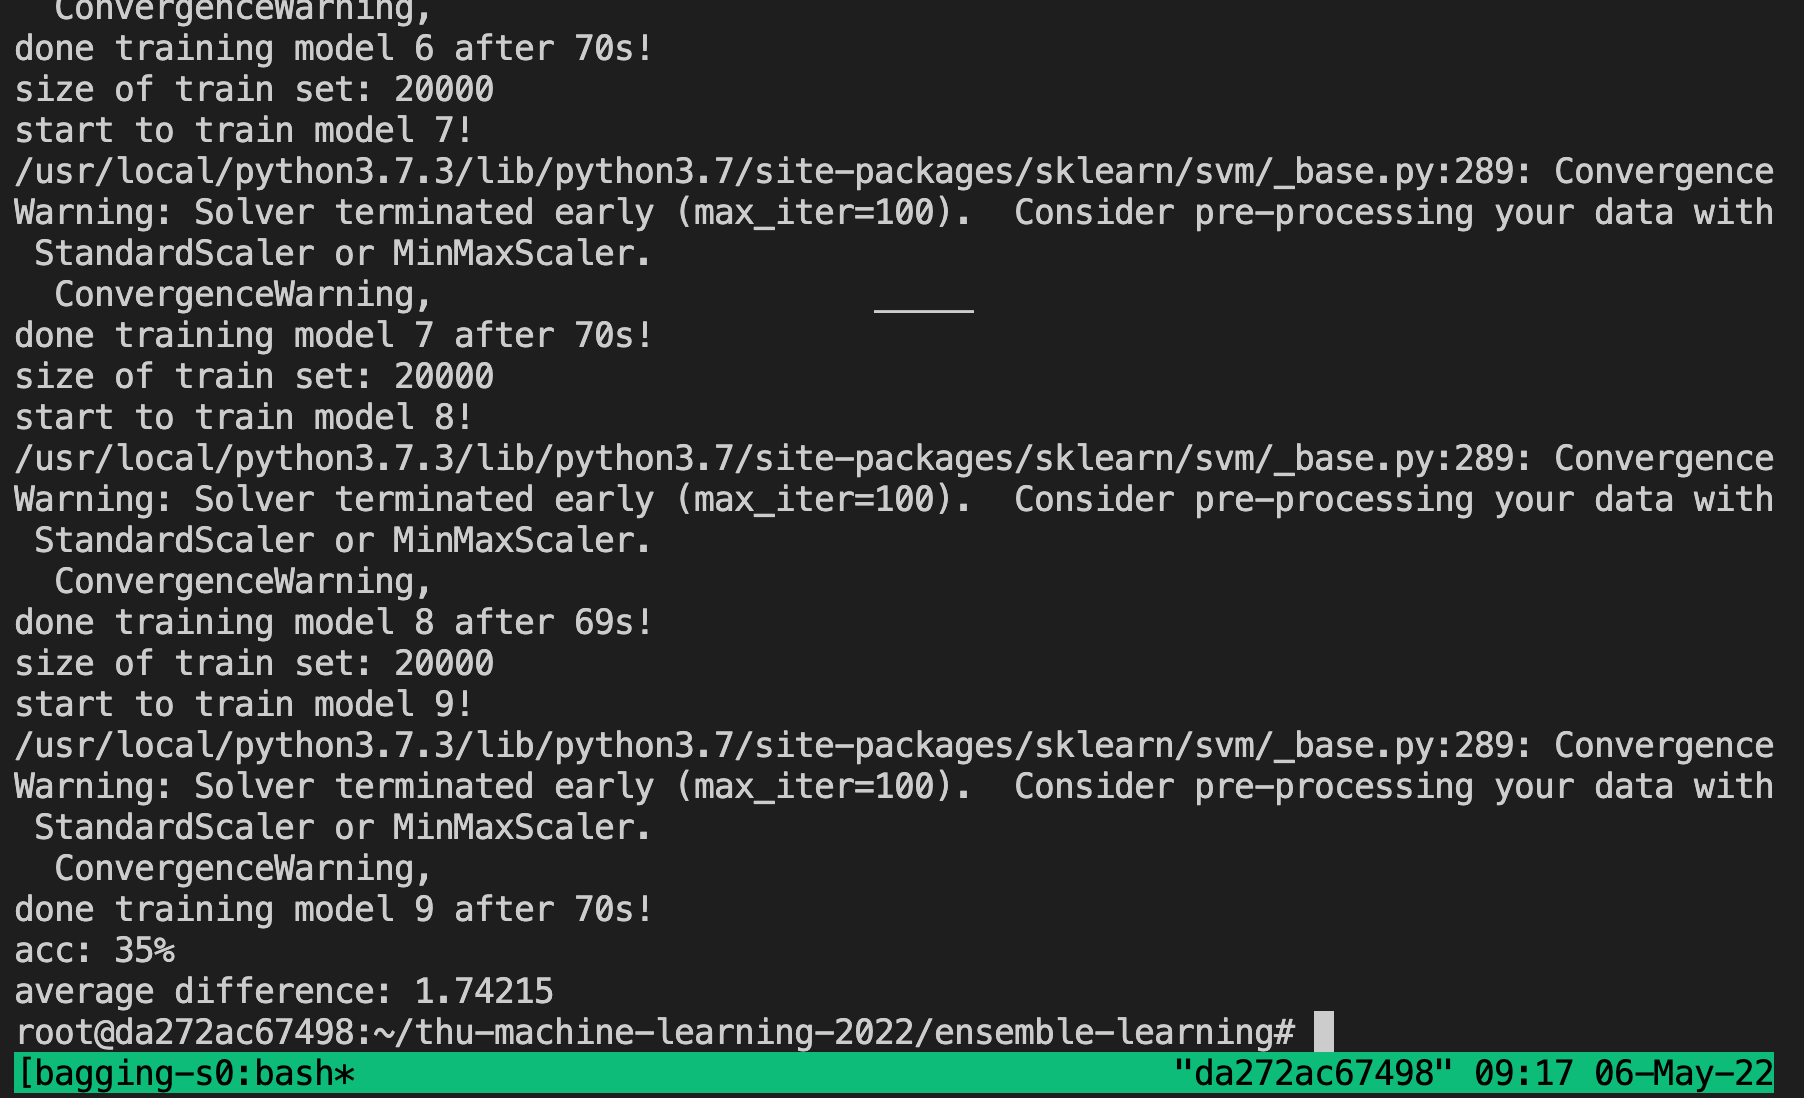 ConvergenceWarning,
done training model 6 after 70s!
size of train set: 20000
start to train model 7!
/usr/local/python3.7.3/lib/python3.7/site-packages/sklearn/svm/_base.py:289: Convergence
Warning: Solver terminated early (max_iter=100).  Consider pre-processing your data with
 StandardScaler or MinMaxScaler.
  ConvergenceWarning,
done training model 7 after 70s!
size of train set: 20000
start to train model 8!
/usr/local/python3.7.3/lib/python3.7/site-packages/sklearn/svm/_base.py:289: Convergence
Warning: Solver terminated early (max_iter=100).  Consider pre-processing your data with
 StandardScaler or MinMaxScaler.
  ConvergenceWarning,
done training model 8 after 69s!
size of train set: 20000
start to train model 9!
/usr/local/python3.7.3/lib/python3.7/site-packages/sklearn/svm/_base.py:289: Convergence
Warning: Solver terminated early (max_iter=100).  Consider pre-processing your data with
 StandardScaler or MinMaxScaler.
  ConvergenceWarning,
done training model 9 after 70s!
acc: 35%
average difference: 1.74215
root@da272ac67498:~/thu-machine-learning-2022/ensemble-learning#
[bagging-s0:bash* "da272ac67498" 09:17 06-May-22